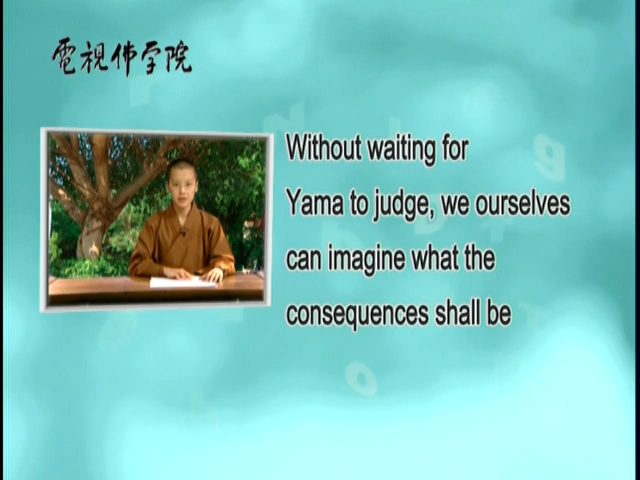 電視佛学院
Without waiting for
Yama to judge, we ourselves
can imagine what the
consequences shall be